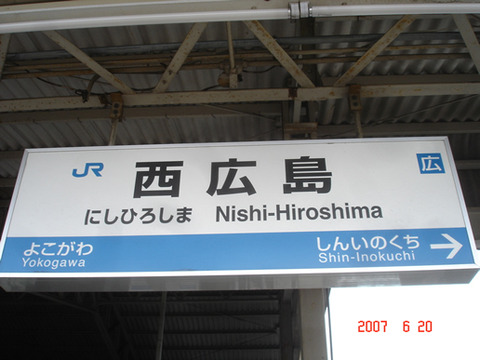 JR 西広島 広
にしひろしま Nishi-Hiroshima
よこがわ しんいのくち →
Yokogawa Shin-Inokuchi
2007 6 20